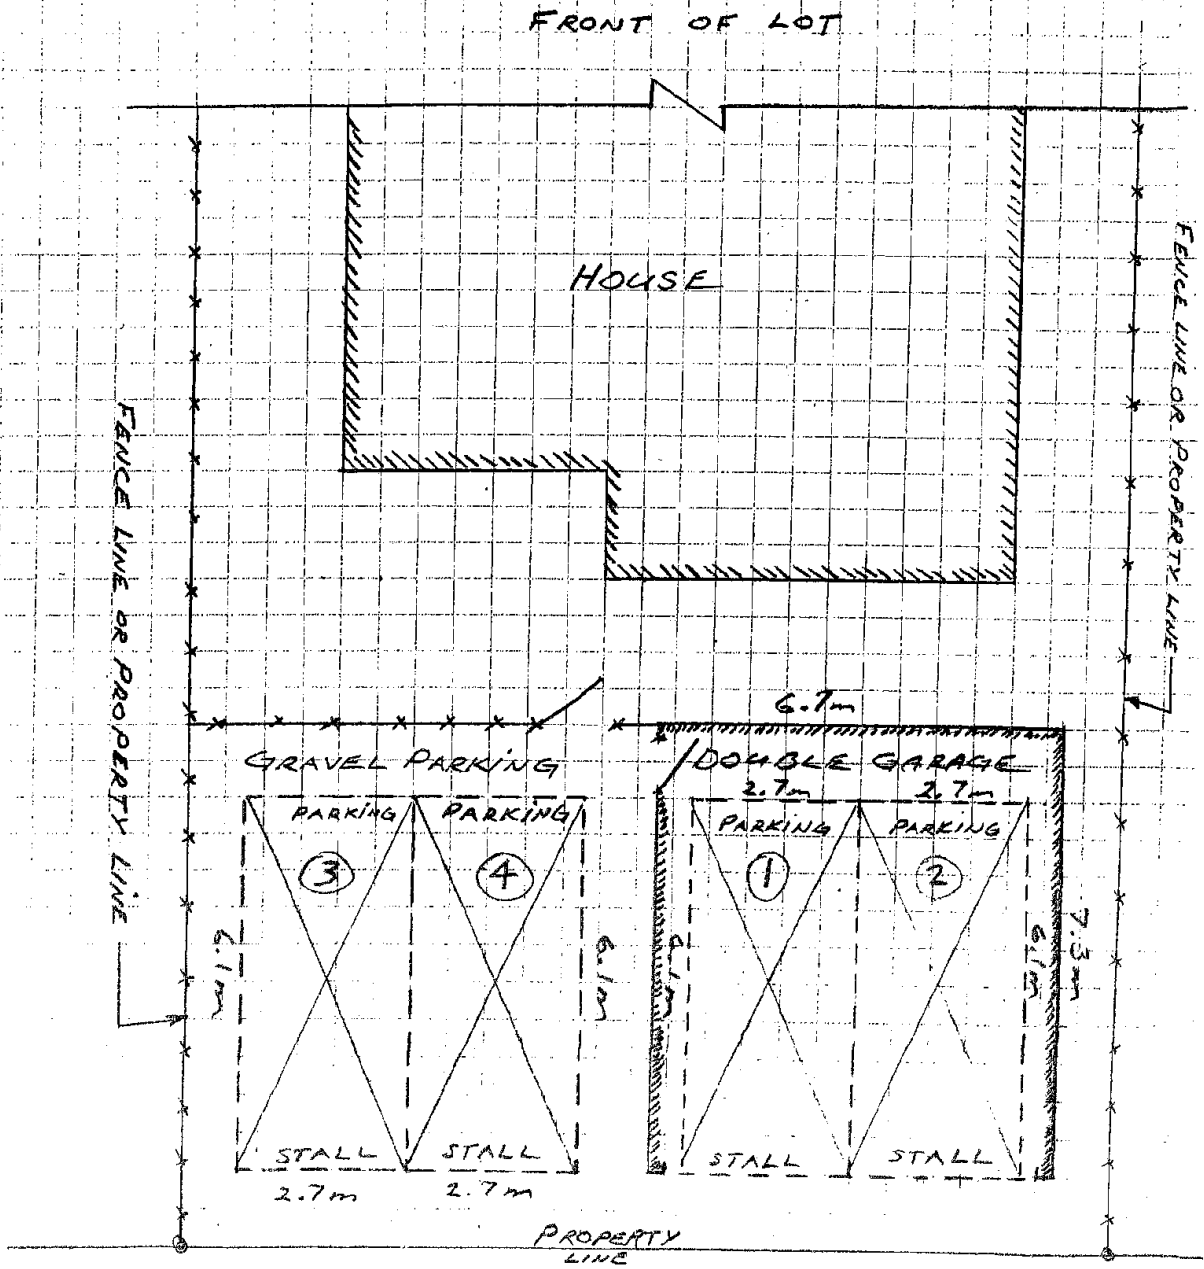 FRONT OF LOT
HOUSE
FENCE LINE OR PROPERTY LINE
FENCE LINE OR PROPERTY LINE
6.7m
GRAVEL PARKING
DOUBLE GARAGE
2.7m 2.7m
PARKING PARKING PARKING PARKING
3 4 1 2
6.1m 6.1m 6.1m 6.1m 7.3m
STALL STALL STALL STALL
2.7m 2.7m
PROPERTY
LINE